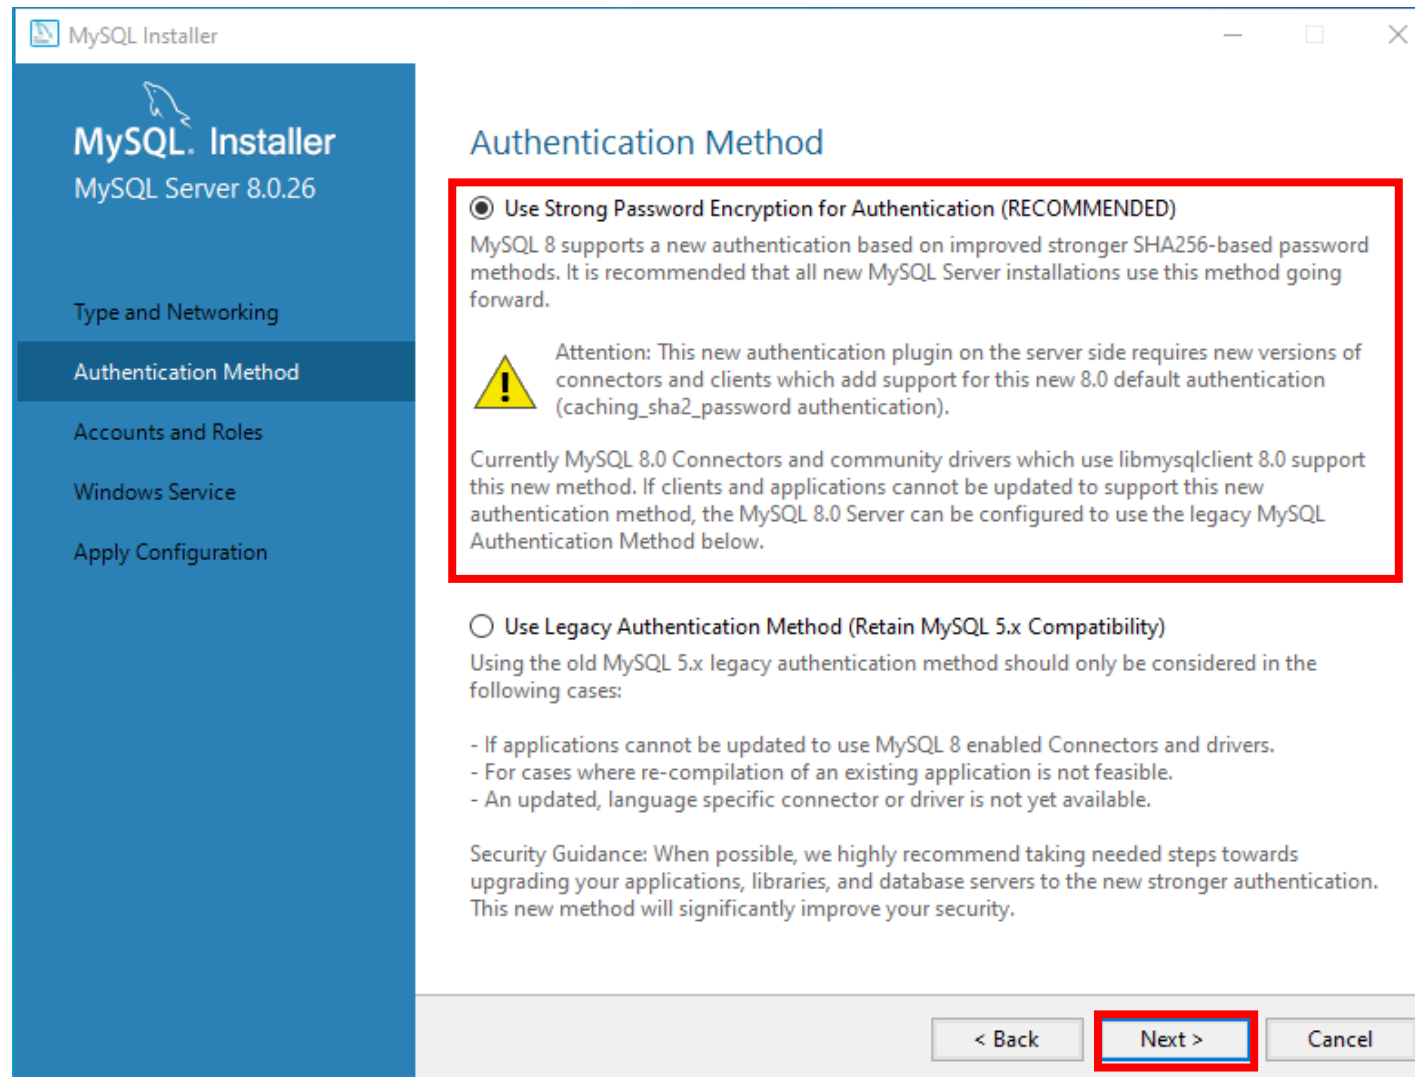 MySQL Installer
MySQL. Installer
MySQL Server 8.0.26
Type and Networking
Authentication Method
Accounts and Roles
Windows Service
Apply Configuration
Authentication Method
Use Strong Password Encryption for Authentication (RECOMMENDED)
MySQL 8 supports a new authentication based on improved stronger SHA256-based password
methods. It is recommended that all new MySQL Server installations use this method going
forward.
Attention: This new authentication plugin on the server side requires new versions of
connectors and clients which add support for this new 8.0 default authentication
(caching_sha2_password authentication).
Currently MySQL 8.0 Connectors and community drivers which use libmysqlclient 8.0 support
this new method. If clients and applications cannot be updated to support this new
authentication method, the MySQL 8.0 Server can be configured to use the legacy MySQL
Authentication Method below.
Use Legacy Authentication Method (Retain MySQL 5.x Compatibility)
Using the old MySQL 5.x legacy authentication method should only be considered in the
following cases:
- If applications cannot be updated to use MySQL 8 enabled Connectors and drivers.
- For cases where re-compilation of an existing application is not feasible.
- An updated, language specific connector or driver is not yet available.
Security Guidance: When possible, we highly recommend taking needed steps towards
upgrading your applications, libraries, and database servers to the new stronger authentication.
This new method will significantly improve your security.
< Back
Next >
Cancel